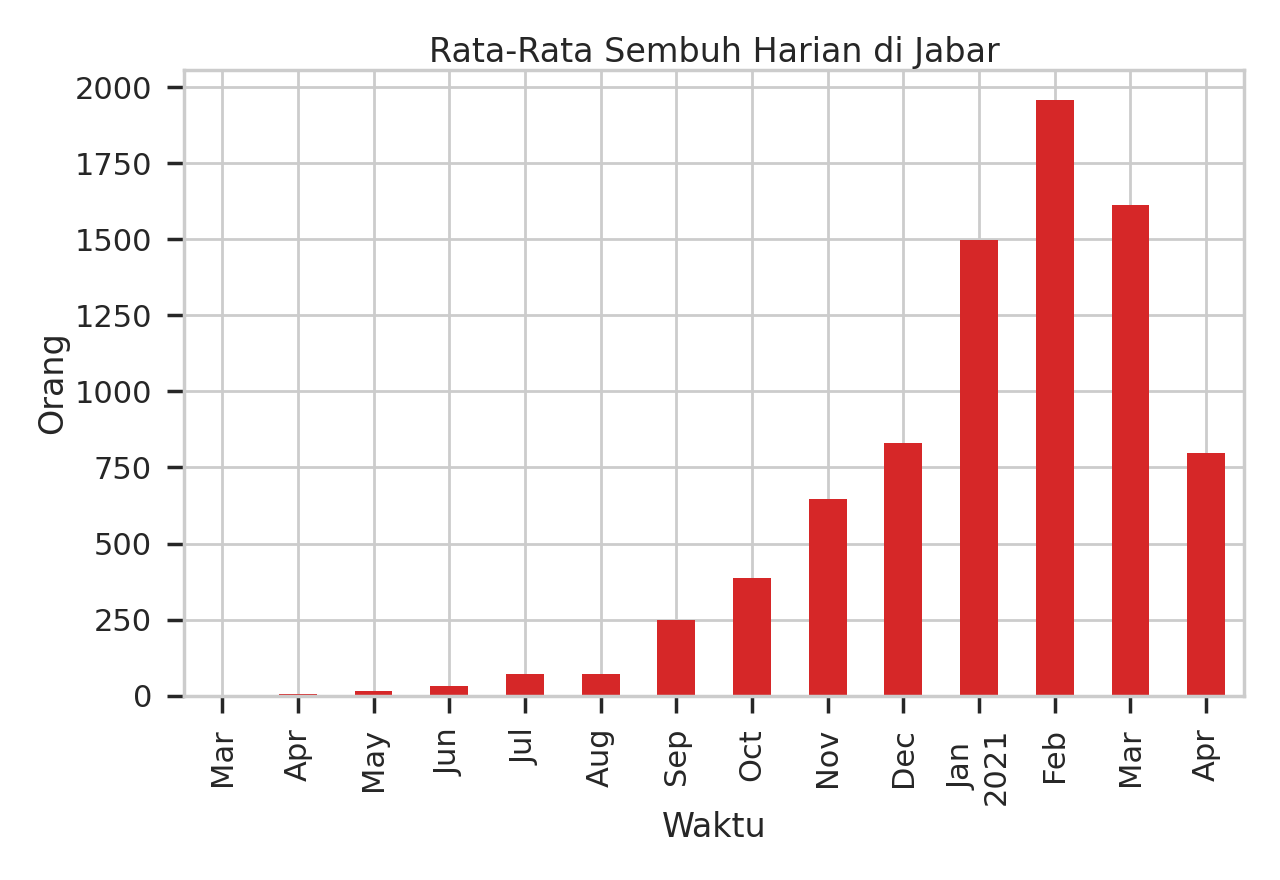 Rata-Rata Sembuh Harian di Jabar
2000
1750
1500
1250
1000
750
500
250
0
Orang
Mar
Apr
May
Jun
Jul
Aug
Sep
Oct
Nov
Dec
Jan
2021
Feb
Mar
Apr
Waktu